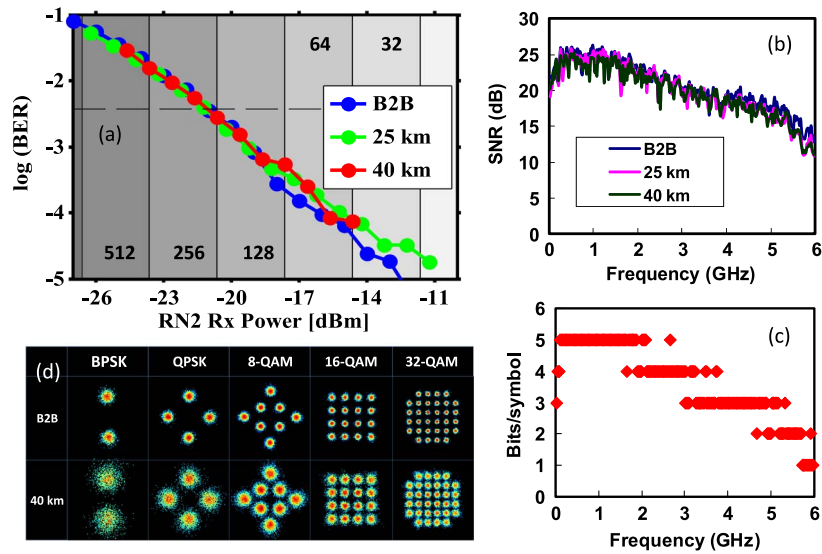 -1
-2
-3
-4
-5
log (BER)
64
32
512
256
128
(a)
B2B
25 km
40 km
-26
-23
-20
-17
-14
-11
RN2 Rx Power [dBm]
(b)
30
25
20
15
10
5
0
SNR (dB)
B2B
25 km
40 km
0 1 2 3 4 5 6
Frequency (GHz)
(c)
6
5
4
3
2
1
0
Bits/symbol
0 1 2 3 4 5 6
Frequency (GHz)
(d)
BPSK QPSK 8-QAM 16-QAM 32-QAM
B2B
40 km